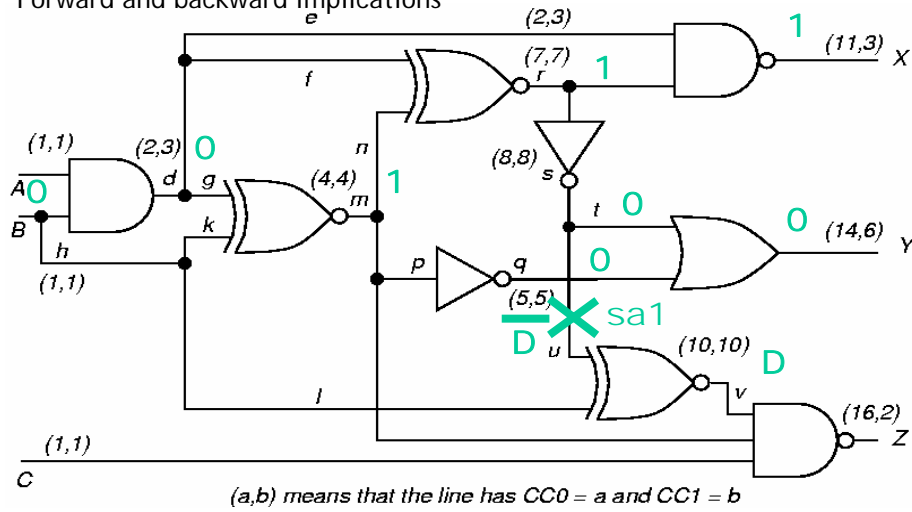 Forward and backward implications
e
(2,3)
1
(11,3)
X
f
(7,7)
r
1
(1,1)
(2,3)
0
n
(8,8)
A
0
d
g
(4,4)
m
1
s
B
k
t
0
0
(14,6)
Y
h
(1,1)
p
q
0
(5,5)
sa1
D
u
(10,10)
D
l
v
(1,1)
(16,2)
Z
C
(a,b) means that the line has CC0 = a and CC1 = b